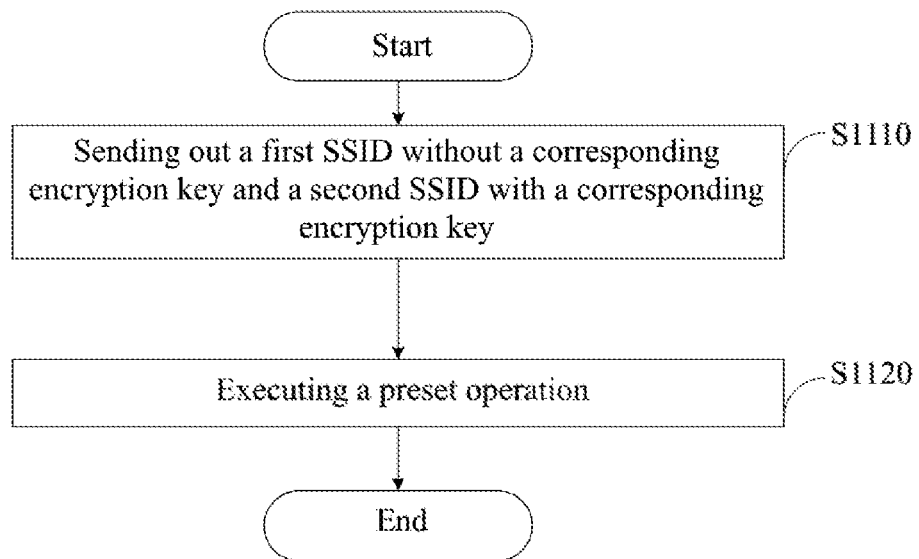 Start
Sending out a first SSID without a corresponding
encryption key and a second SSID with a corresponding
encryption key
S1110
Executing a preset operation
S1120
End